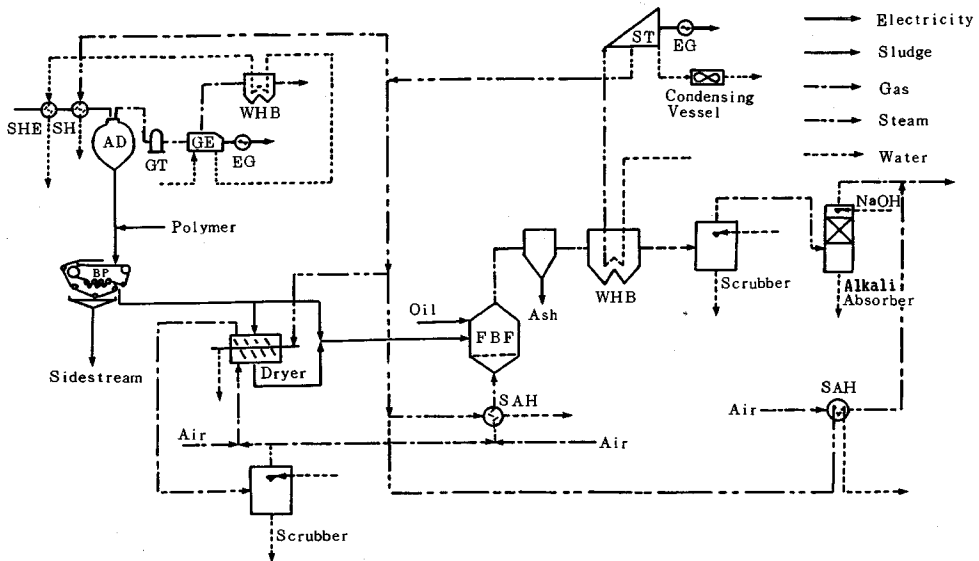 Electricity
Sludge
Gas
Steam
Water
ST
EG
Condensing
Vessel
WHB
SHE
SH
AD
GT
GE
EG
Polymer
BP
Sidestream
Dryer
Air
Scrubber
Oil
FBF
Ash
SAH
Air
WHB
Scrubber
NaOH
Alkali
Absorber
SAH
Air